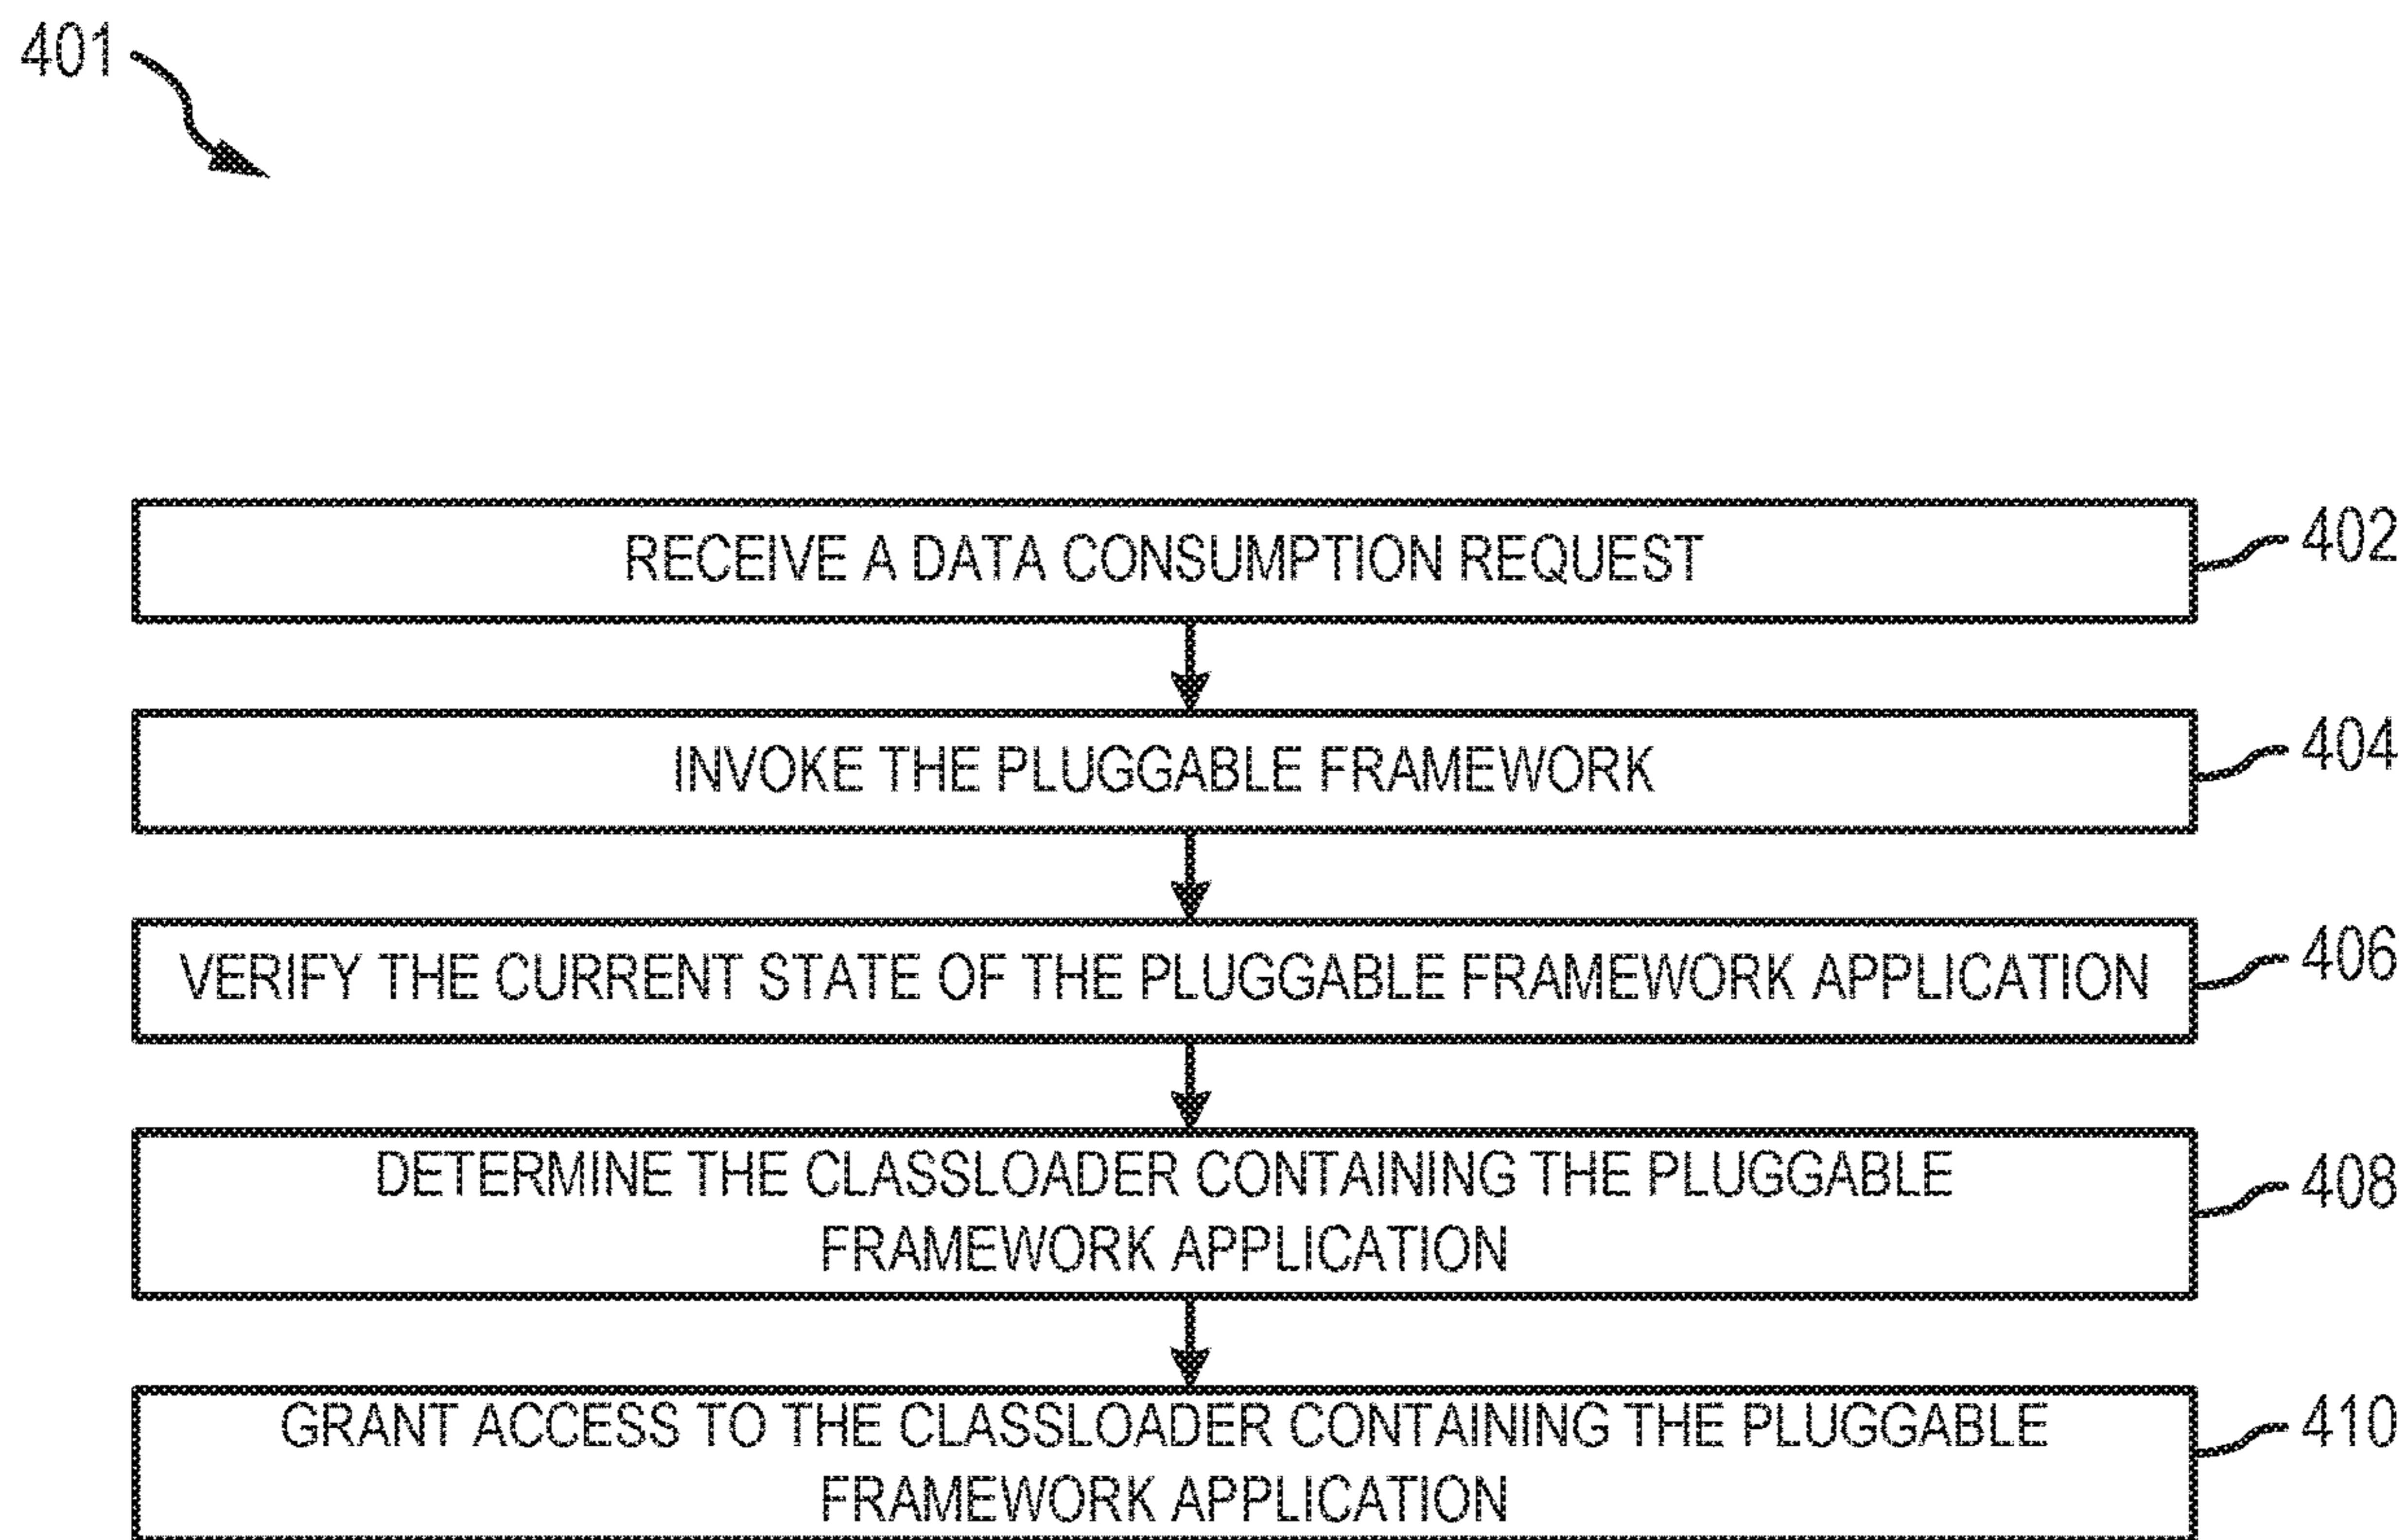 401
RECEIVE A DATA CONSUMPTION REQUEST
402
INVOKE THE PLUGGABLE FRAMEWORK
404
VERIFY THE CURRENT STATE OF THE PLUGGABLE FRAMEWORK APPLICATION
406
DETERMINE THE CLASSLOADER CONTAINING THE PLUGGABLE
FRAMEWORK APPLICATION
408
GRANT ACCESS TO THE CLASSLOADER CONTAINING THE PLUGGABLE
FRAMEWORK APPLICATION
410